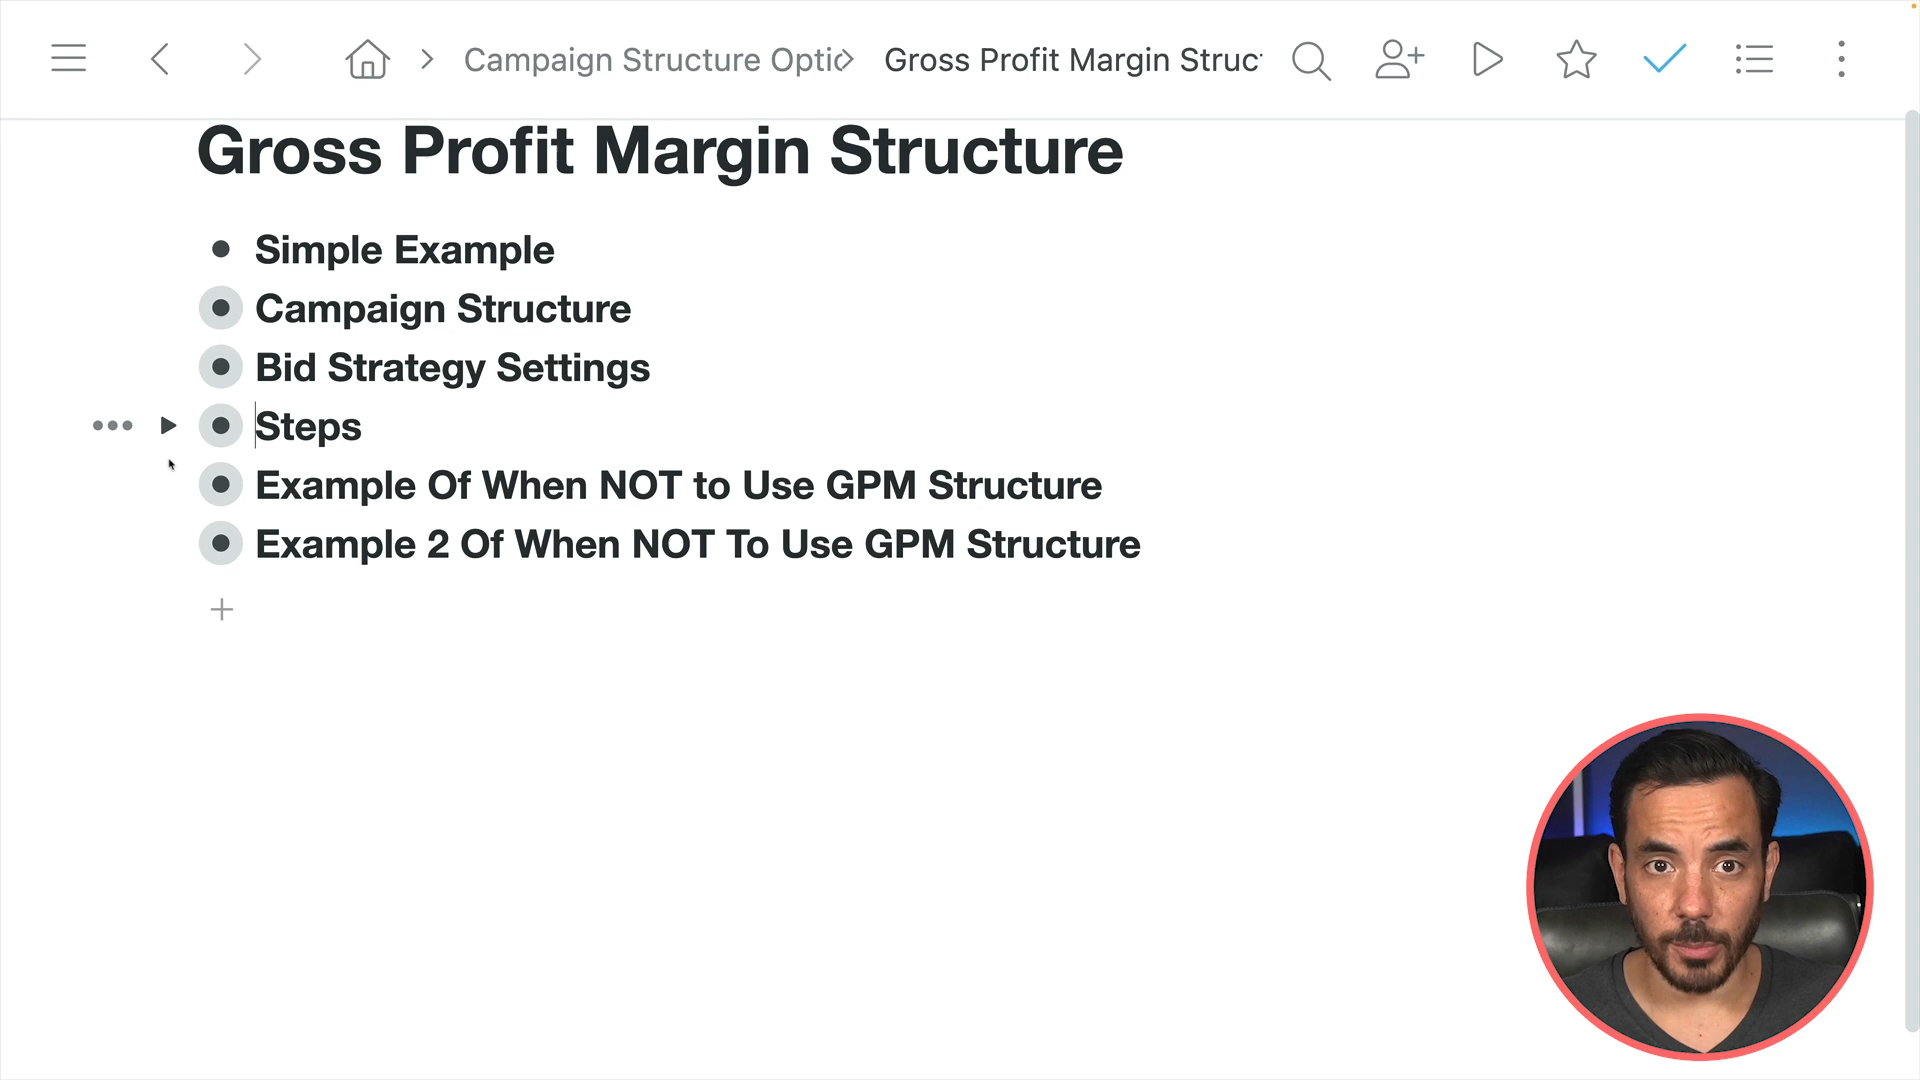 Campaign Structure Optic
Gross Profit Margin Struc
Gross Profit Margin Structure
Simple Example
Campaign Structure
Bid Strategy Settings
Steps
Example Of When NOT to Use GPM Structure
Example 2 Of When NOT To Use GPM Structure